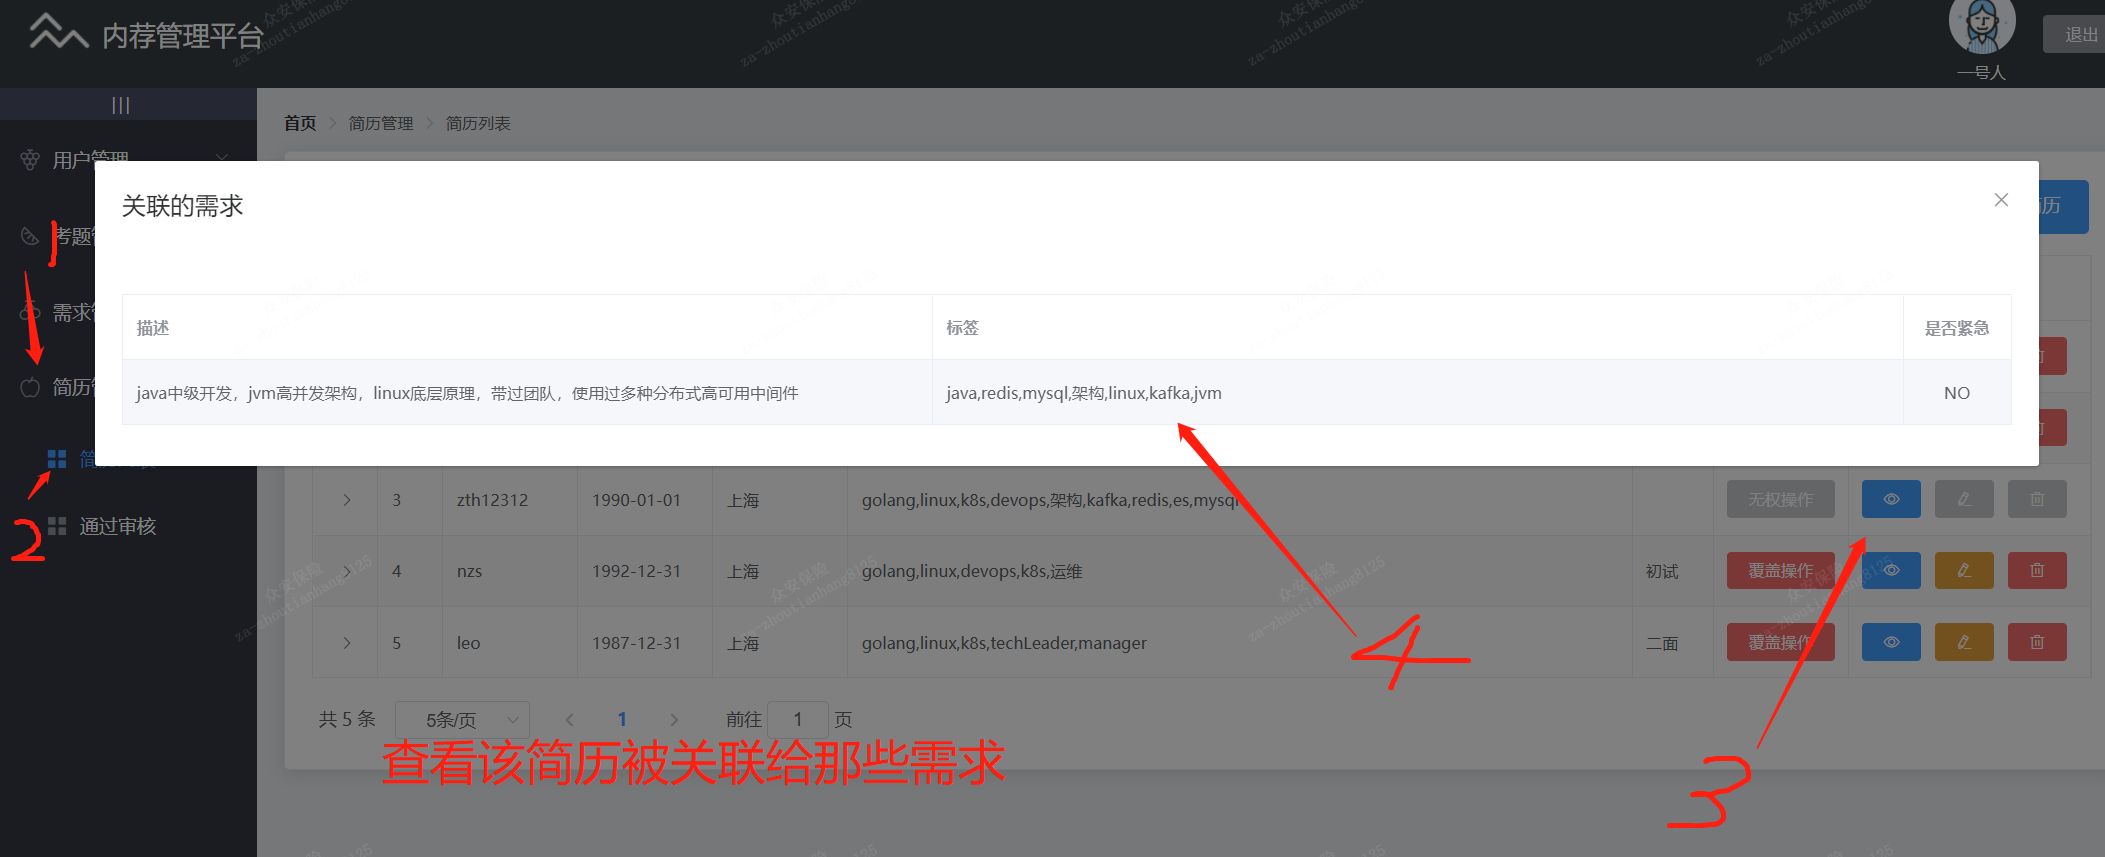 内荐管理平台
一号人
退出
|||
首页 > 简历管理 > 简历列表
用户管理
考题
需求
简历
通过审核
关联的需求
描述 标签 是否紧急
java中级开发，jvm高并发架构，linux底层原理，带过团队，使用过多种分布式高可用中间件 java,redis,mysql,架构,linux,kafka,jvm NO
3 zth12312 1990-01-01 上海 golang,linux,k8s,devops,架构,kafka,redis,es,mysql 无权操作
4 nzs 1992-12-31 上海 golang,linux,devops,k8s,运维 初试 覆盖操作
5 leo 1987-12-31 上海 golang,linux,k8s,techLeader,manager 二面 覆盖操作
共 5 条 5条/页 1 前往 1 页
查看该简历被关联给那些需求
1
2
3
4
众安保险
za-zhoutianhang8125